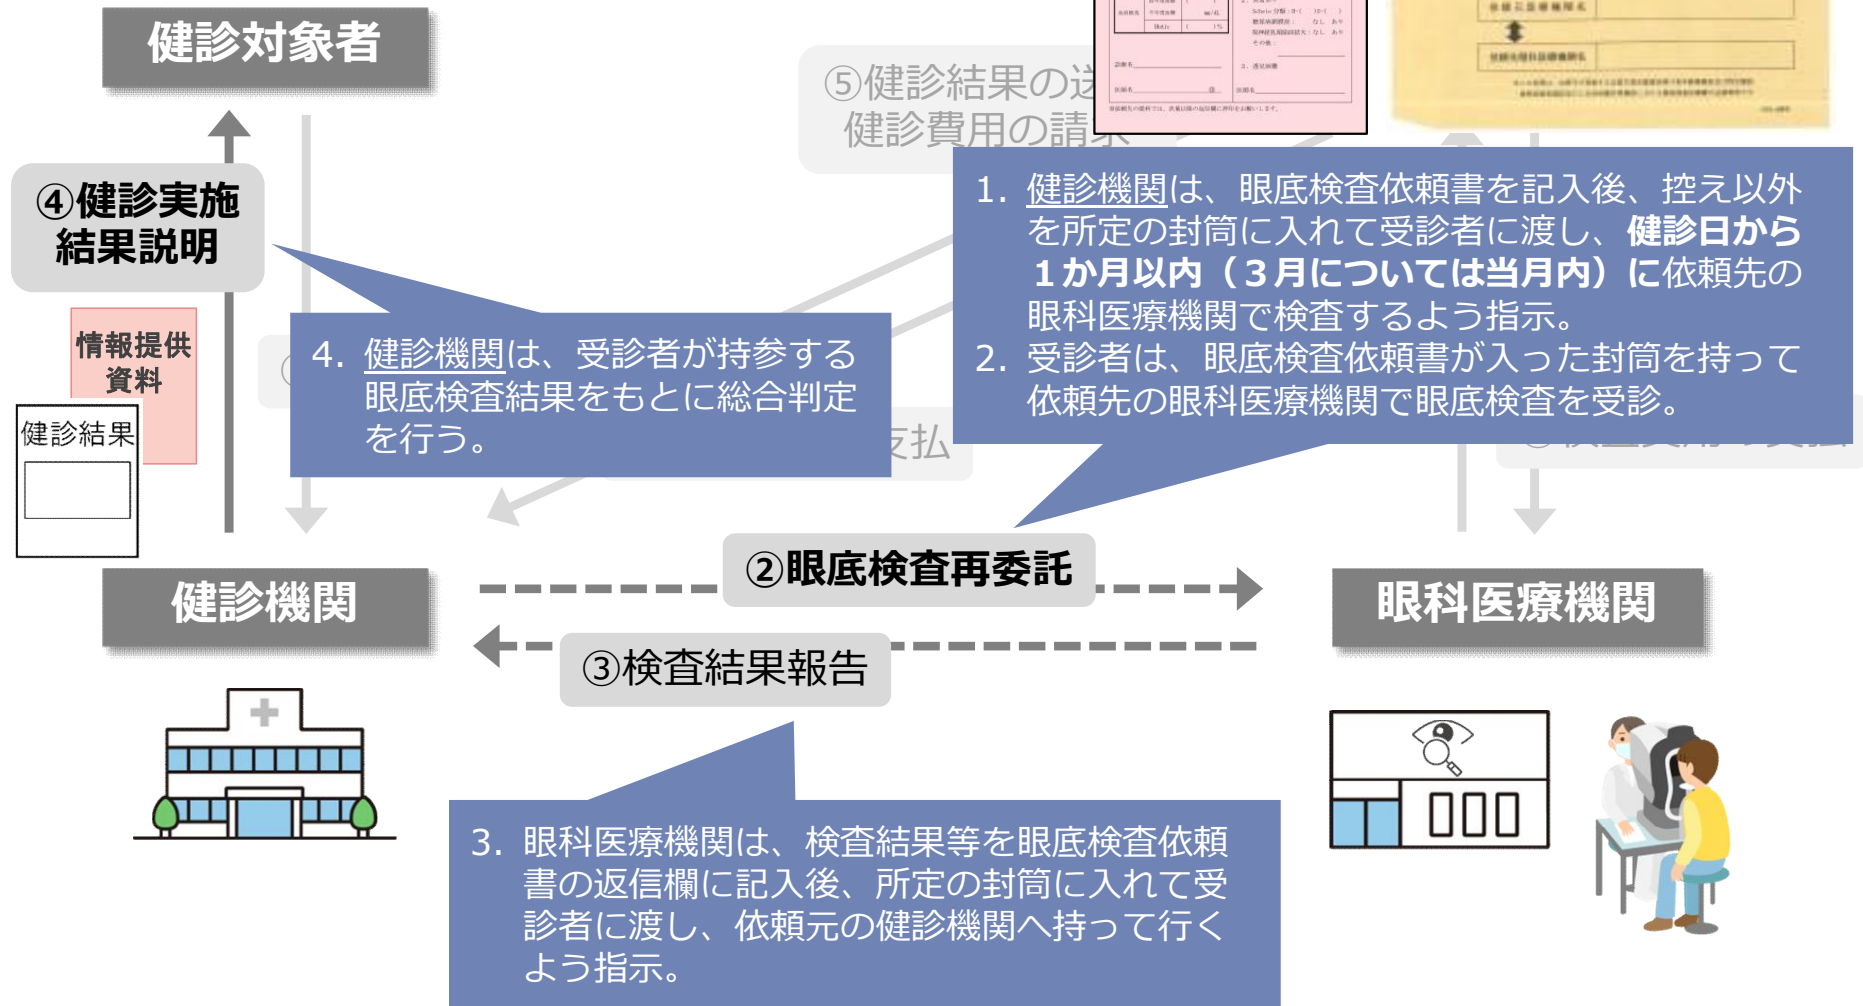 健診対象者
⑤健診結果の送
健診費用の請求
④健診実施
結果説明
情報提供
資料
健診結果
1. 健診機関は、眼底検査依頼書を記入後、控え以外
を所定の封筒に入れて受診者に渡し、健診日から
１か月以内（３月については当月内）に依頼先の
眼科医療機関で検査するよう指示。
2. 受診者は、眼底検査依頼書が入った封筒を持って
依頼先の眼科医療機関で眼底検査を受診。
4. 健診機関は、受診者が持参する
眼底検査結果をもとに総合判定
を行う。
支払
②眼底検査再委託
健診機関
眼科医療機関
③検査結果報告
3. 眼科医療機関は、検査結果等を眼底検査依頼
書の返信欄に記入後、所定の封筒に入れて受
診者に渡し、依頼元の健診機関へ持って行く
よう指示。